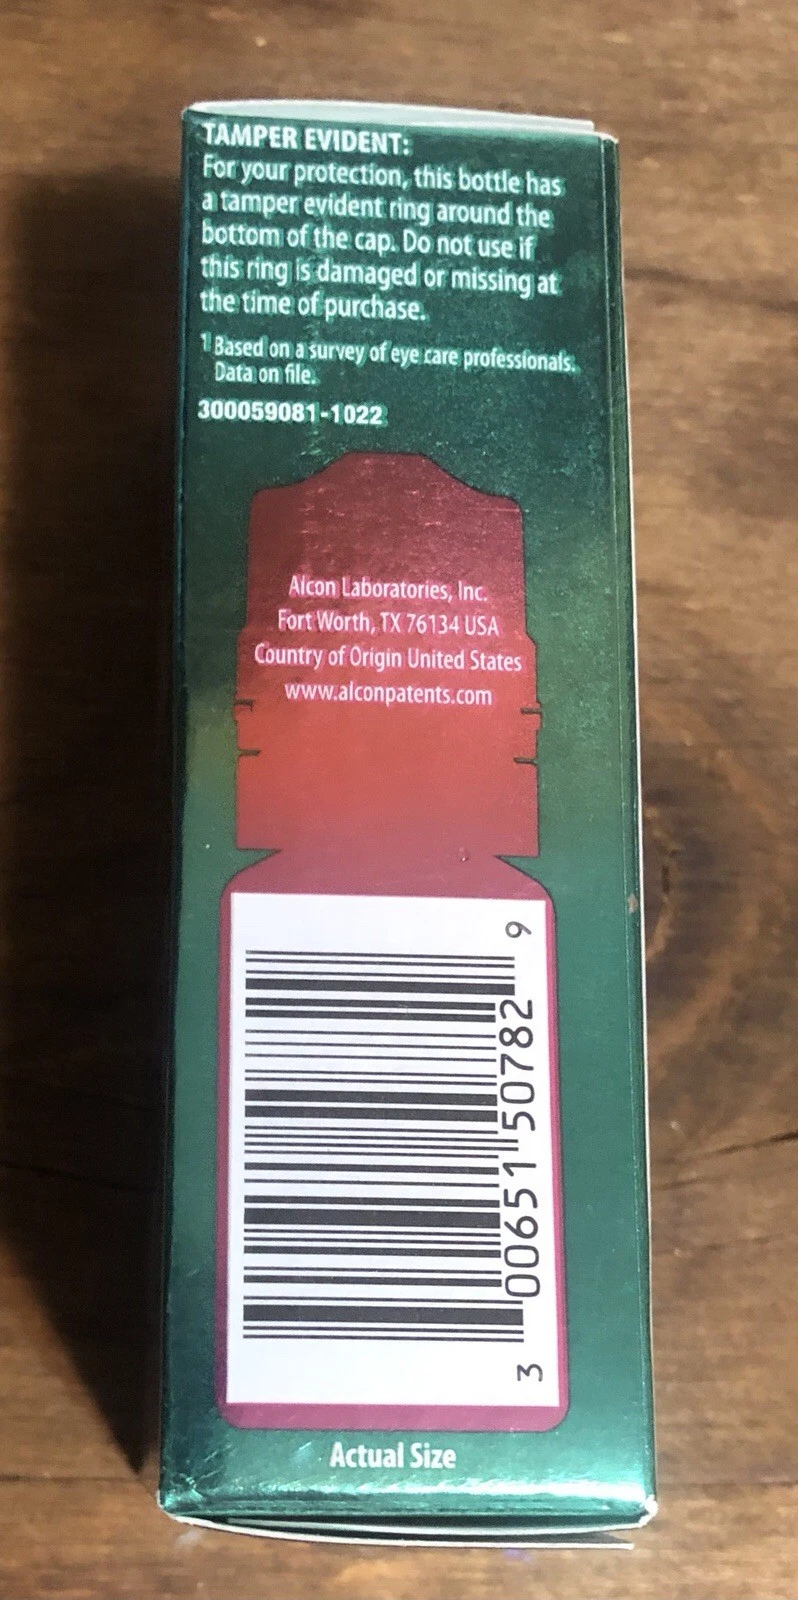 TAMPER EVIDENT:
For your protection, this bottle has
a tamper evident ring around the
bottom of the cap. Do not use if
this ring is damaged or missing at
the time of purchase.
1 Based on a survey of eye care professionals.
Data on file.
300059081-1022
Alcon Laboratories, Inc.
Fort Worth, TX 76134 USA
Country of Origin United States
www.alconpatents.com
3 00651 50782 9
Actual Size